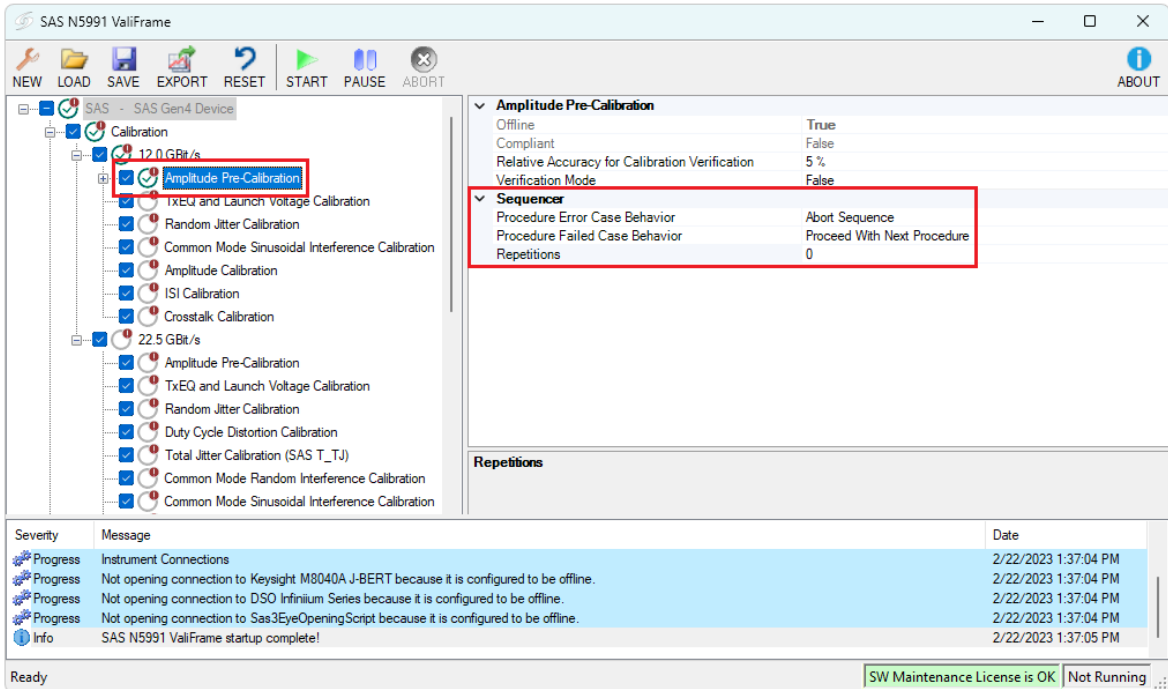 SAS N5991 ValiFrame
NEW LOAD SAVE EXPORT RESET START PAUSE ABORT ABOUT
SAS - SAS Gen4 Device
Calibration
12.0 GBit/s
Amplitude Pre-Calibration
TxEQ and Launch Voltage Calibration
Random Jitter Calibration
Common Mode Sinusoidal Interference Calibration
Amplitude Calibration
ISI Calibration
Crosstalk Calibration
22.5 GBit/s
Amplitude Pre-Calibration
TxEQ and Launch Voltage Calibration
Random Jitter Calibration
Duty Cycle Distortion Calibration
Total Jitter Calibration (SAS T_TJ)
Common Mode Random Interference Calibration
Common Mode Sinusoidal Interference Calibration
Amplitude Pre-Calibration
Offline True
Compliant False
Relative Accuracy for Calibration Verification 5 %
Verification Mode False
Sequencer
Procedure Error Case Behavior Abort Sequence
Procedure Failed Case Behavior Proceed With Next Procedure
Repetitions 0
Repetitions
Severity Message Date
Progress Instrument Connections 2/22/2023 1:37:04 PM
Progress Not opening connection to Keysight M8040A J-BERT because it is configured to be offline. 2/22/2023 1:37:04 PM
Progress Not opening connection to DSO Infiniium Series because it is configured to be offline. 2/22/2023 1:37:04 PM
Progress Not opening connection to Sas3EyeOpeningScript because it is configured to be offline. 2/22/2023 1:37:04 PM
Info SAS N5991 ValiFrame startup complete! 2/22/2023 1:37:05 PM
Ready SW Maintenance License is OK Not Running